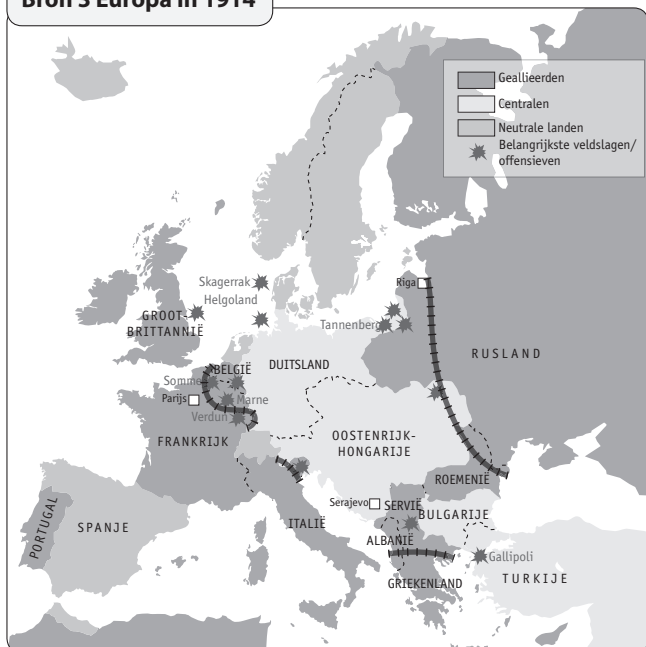 Bron 3 Europa in 1914
Geallieerden
Centralen
Neutrale landen
Belangrijkste veldslagen/
offensieven
Skagerrak
Helgoland
Riga
GROOT-
BRITTANNIË
Tannenberg
RUSLAND
BELGIË
DUITSLAND
Somme
Parijs
Marne
Verdun
FRANKRIJK
OOSTENRIJK-
HONGARIJE
ROEMENIË
Serajevo
SERVIË
BULGARIJE
PORTUGAL
SPANJE
ITALIË
ALBANIË
Gallipoli
GRIEKENLAND
TURKIJE